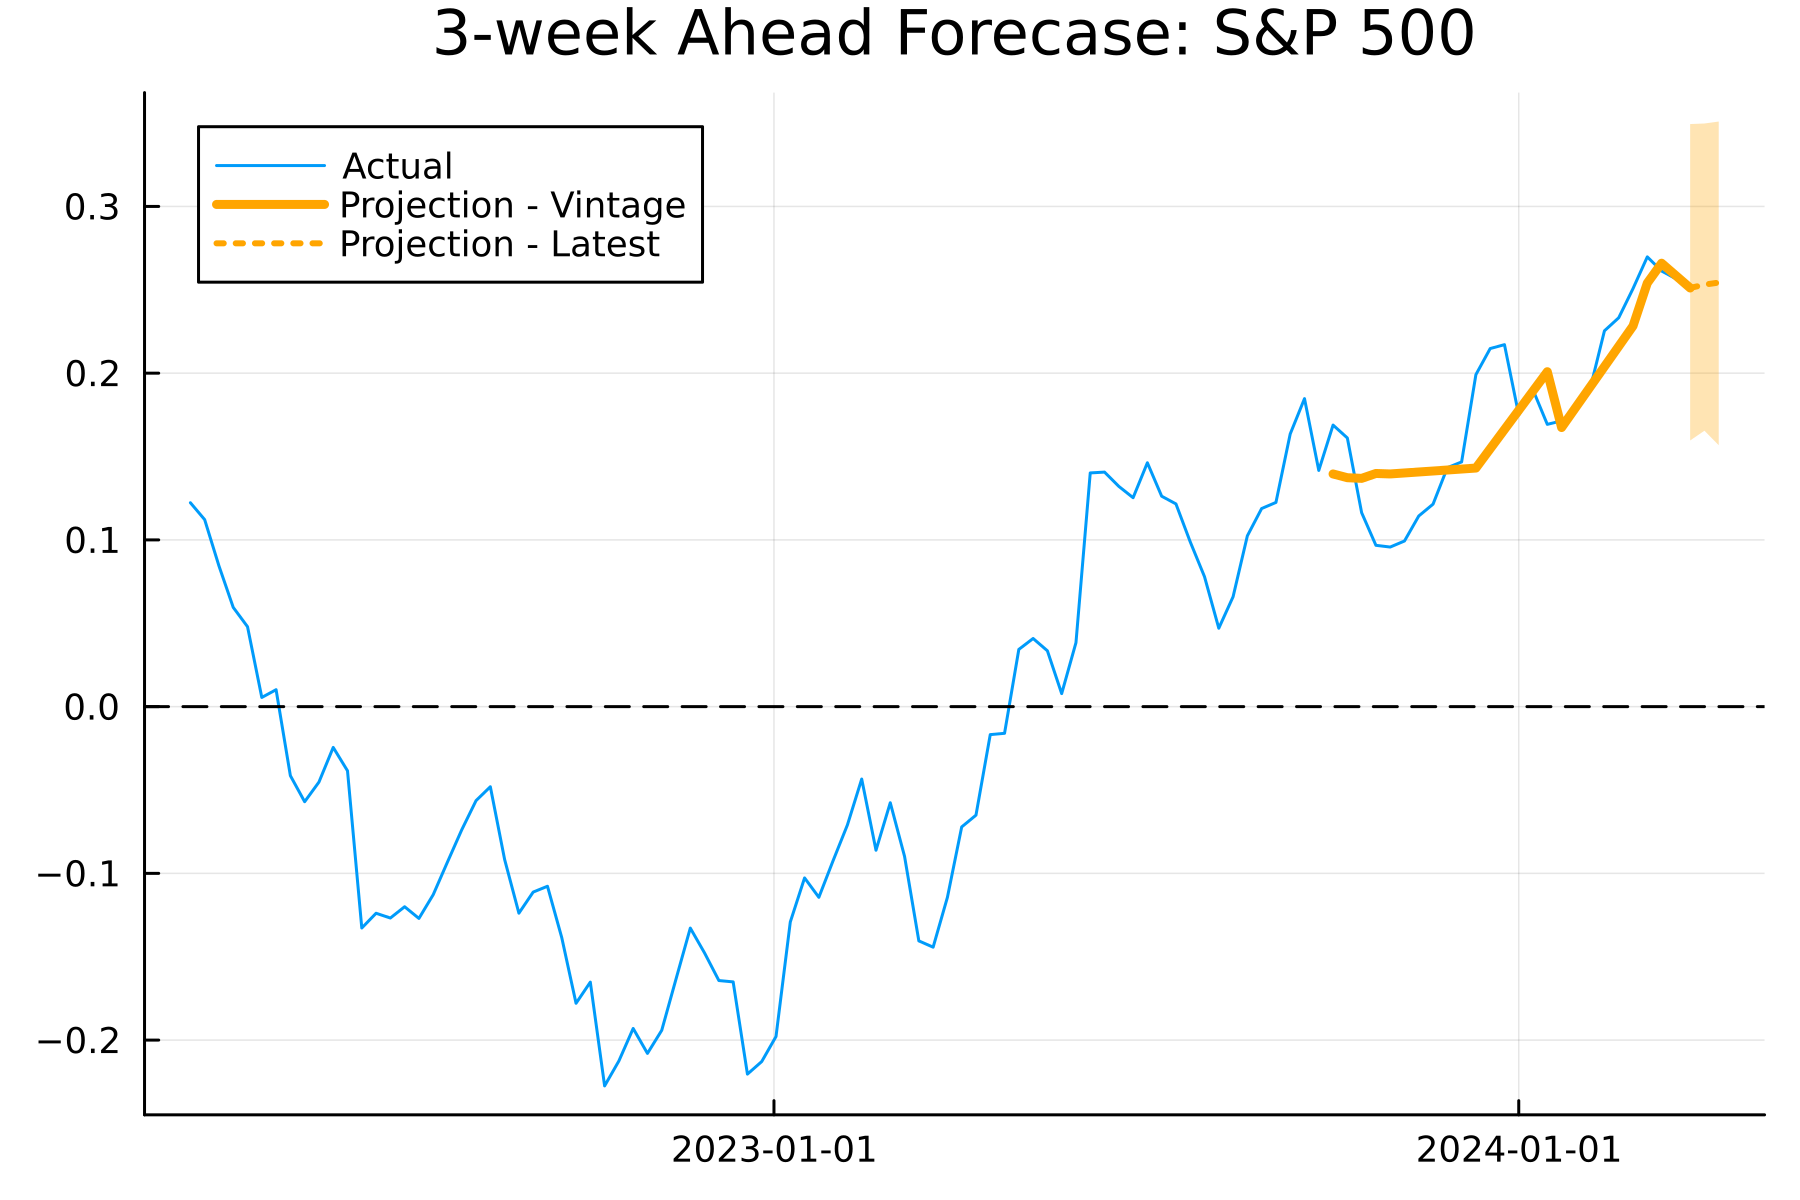 3-week Ahead Forecase: S&P 500
Actual
Projection - Vintage
Projection - Latest
0.3
0.2
0.1
0.0
−0.1
−0.2
2023-01-01
2024-01-01